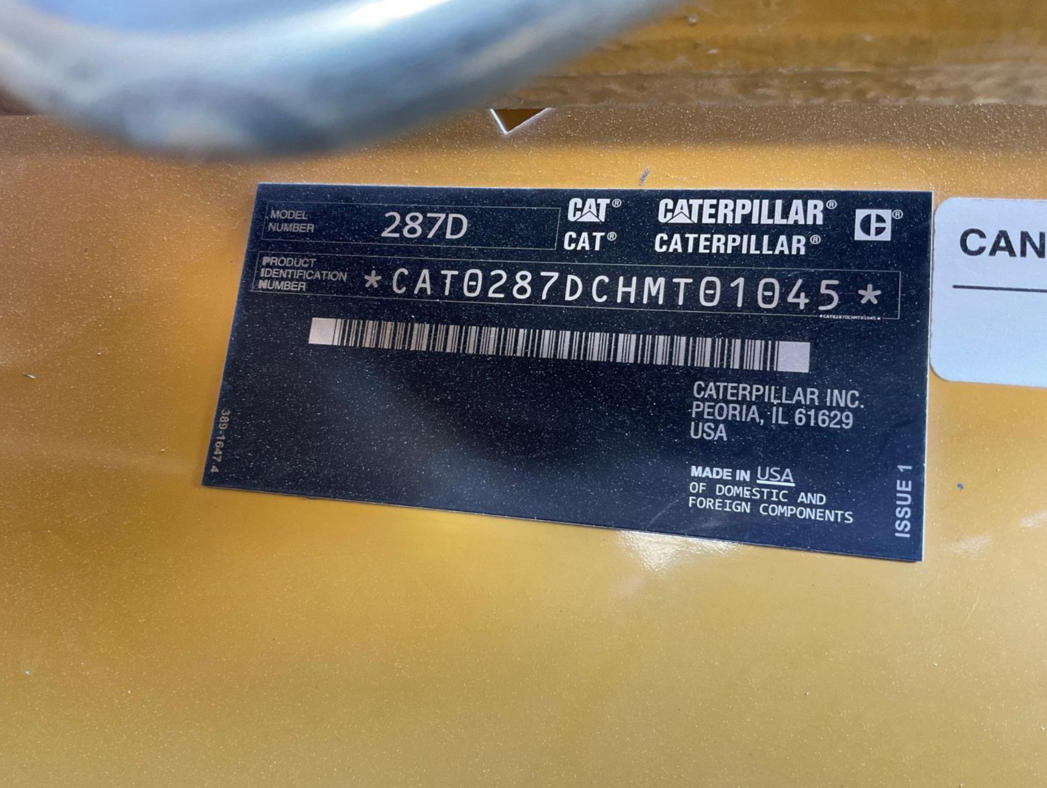 MODEL NUMBER 287D
CAT® CATERPILLAR® C®
CAT® CATERPILLAR®
PRODUCT IDENTIFICATION NUMBER *CAT0287DCHMT01045*
*CAT0287DCHMT01045*
CATERPILLAR INC.
PEORIA, IL 61629
USA
MADE IN USA
OF DOMESTIC AND
FOREIGN COMPONENTS
389-1647 4
ISSUE 1
CAN